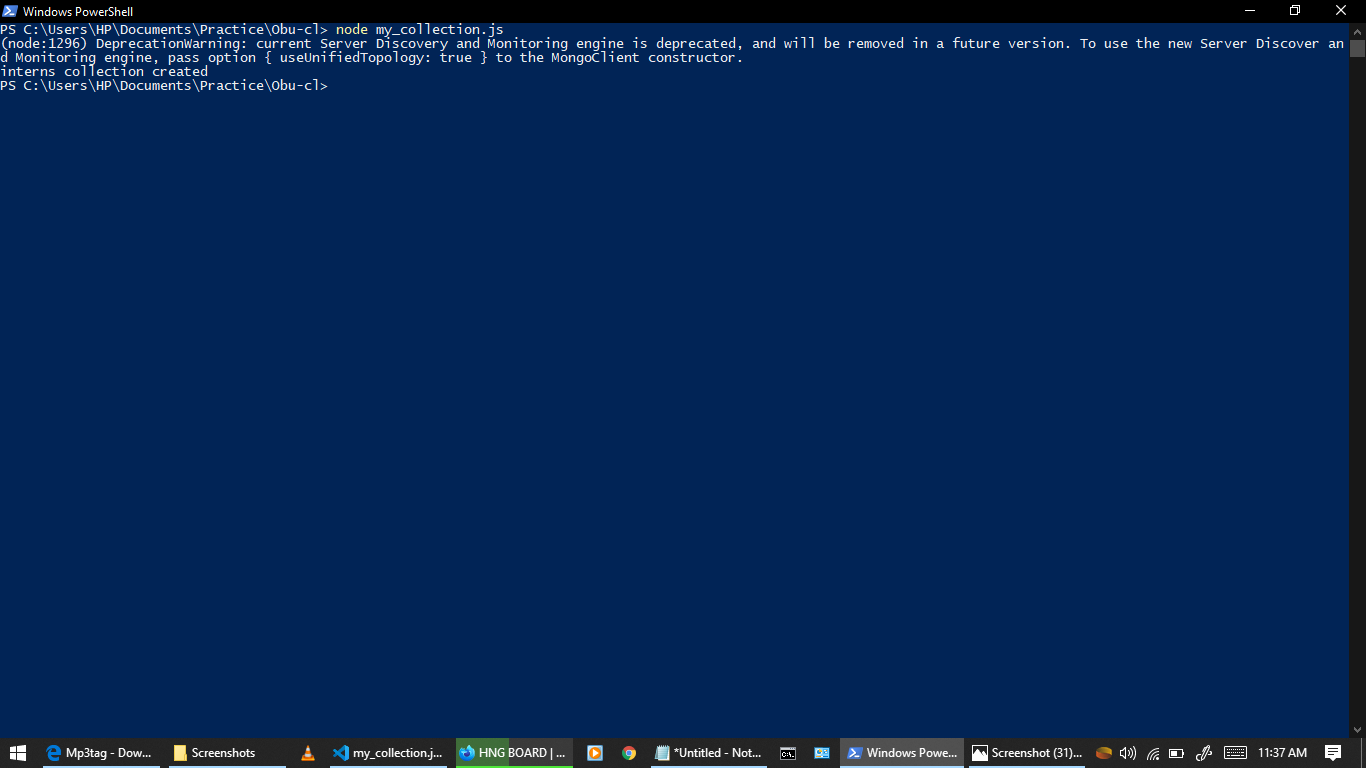 Windows PowerShell
PS C:\Users\HP\Documents\Practice\Obu-cl> node my_collection.js
(node:1296) DeprecationWarning: current Server Discovery and Monitoring engine is deprecated, and will be removed in a future version. To use the new Server Discover an
d Monitoring engine, pass option { useUnifiedTopology: true } to the MongoClient constructor.
interns collection created
PS C:\Users\HP\Documents\Practice\Obu-cl>
Mp3tag - Dow... Screenshots my_collection.j... HNG BOARD | ... *Untitled - Not... C:\. Windows Powe... Screenshot (31)... 11:37 AM